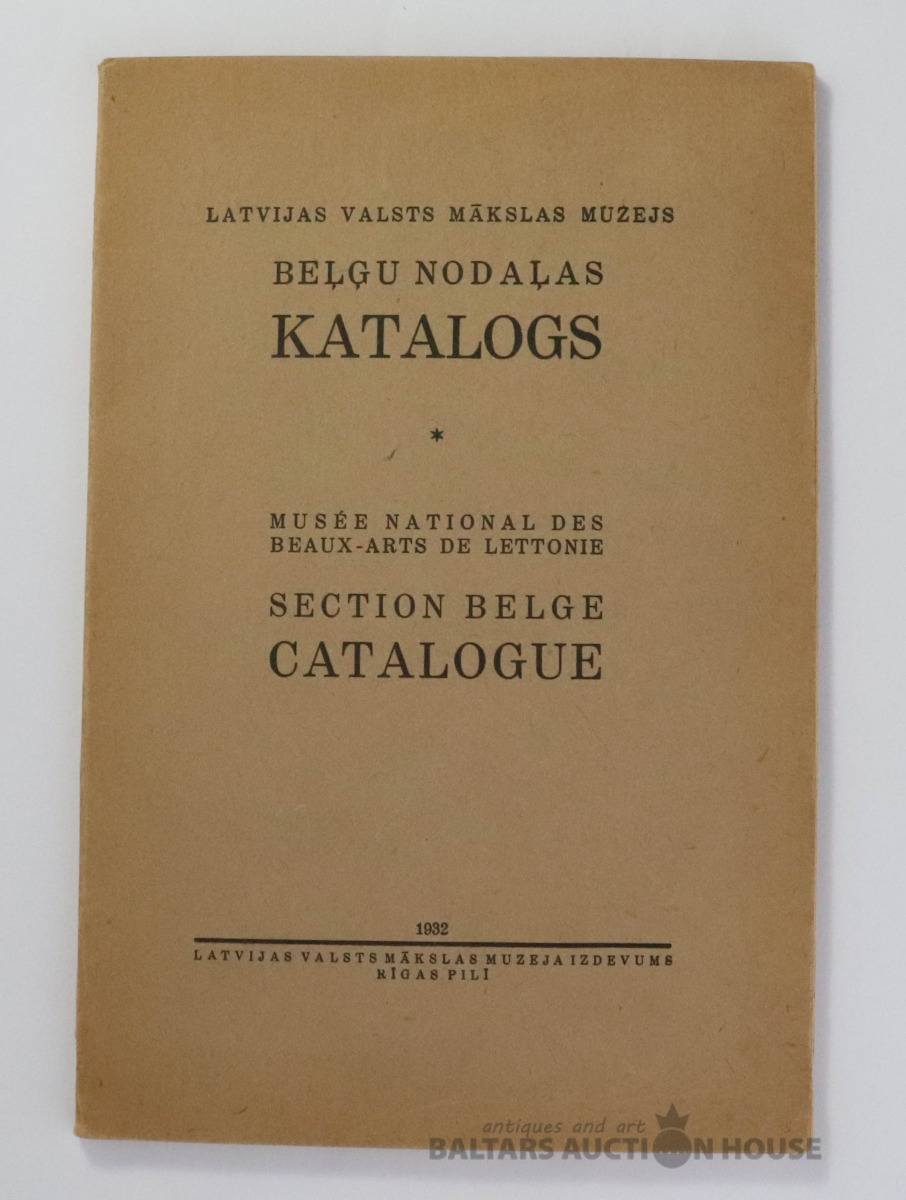 LATVIJAS VALSTS MĀKSLAS MUZEJS
BEĻĢU NODAĻAS
KATALOGS
*
MUSÉE NATIONAL DES
BEAUX-ARTS DE LETTONIE
SECTION BELGE
CATALOGUE
1932
LATVIJAS VALSTS MĀKSLAS MUZEJA IZDEVUMS
RĪGAS PILĪ
antiques and art
BALTARS AUCTION HOUSE